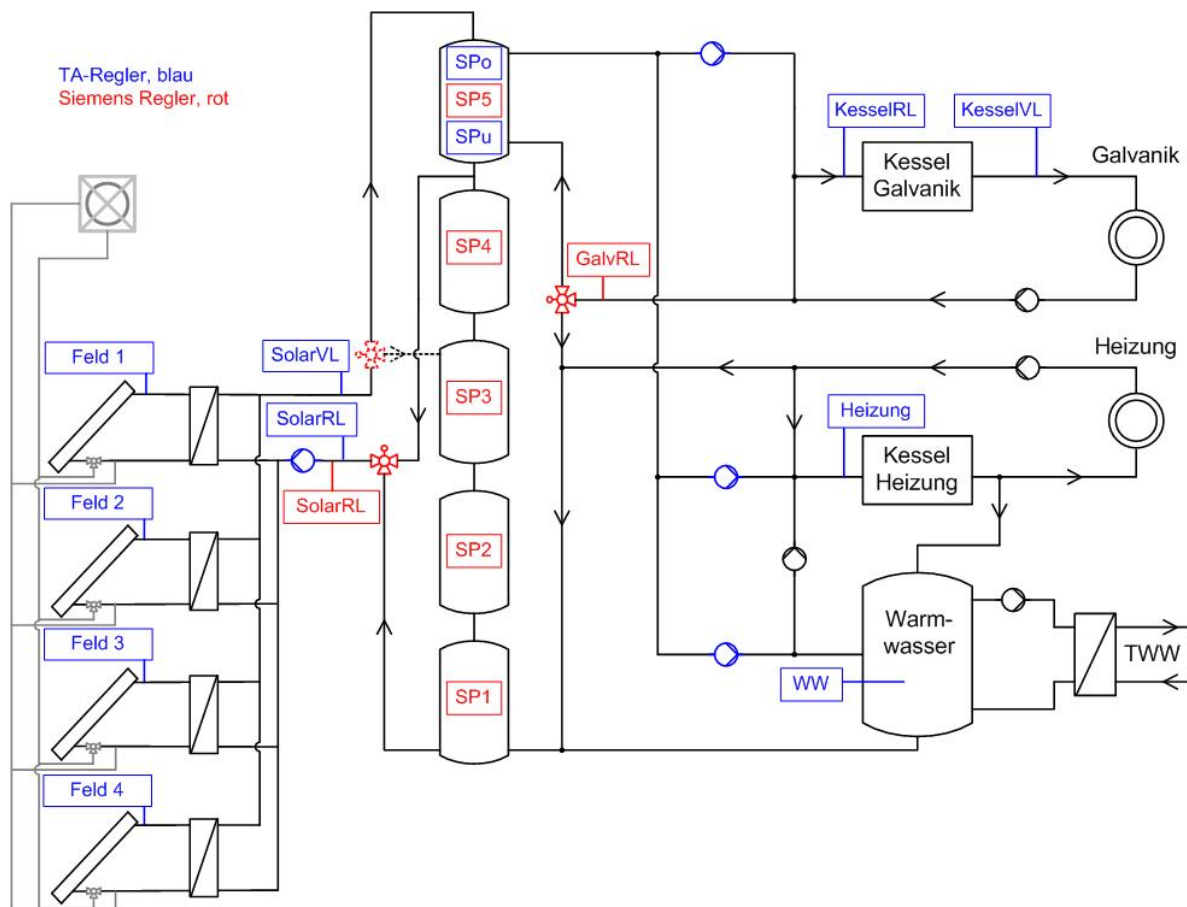 TA-Regler, blau
Siemens Regler, rot
SPo
SP5
SPu
SP4
SP3
SP2
SP1
KesselRL
KesselVL
Kessel
Galvanik
Galvanik
GalvRL
Feld 1
SolarVL
SolarRL
SolarRL
Heizung
Heizung
Kessel
Heizung
Feld 2
Feld 3
Feld 4
Warm-
wasser
WW
TWW